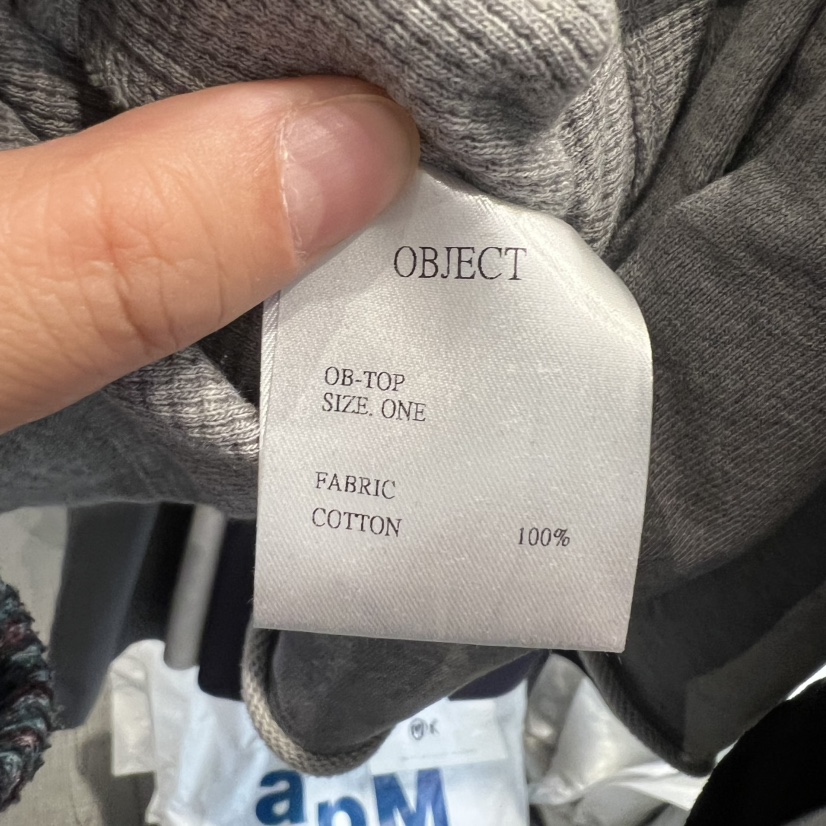 OBJECT
OB-TOP
SIZE. ONE
FABRIC
COTTON 100%
apM